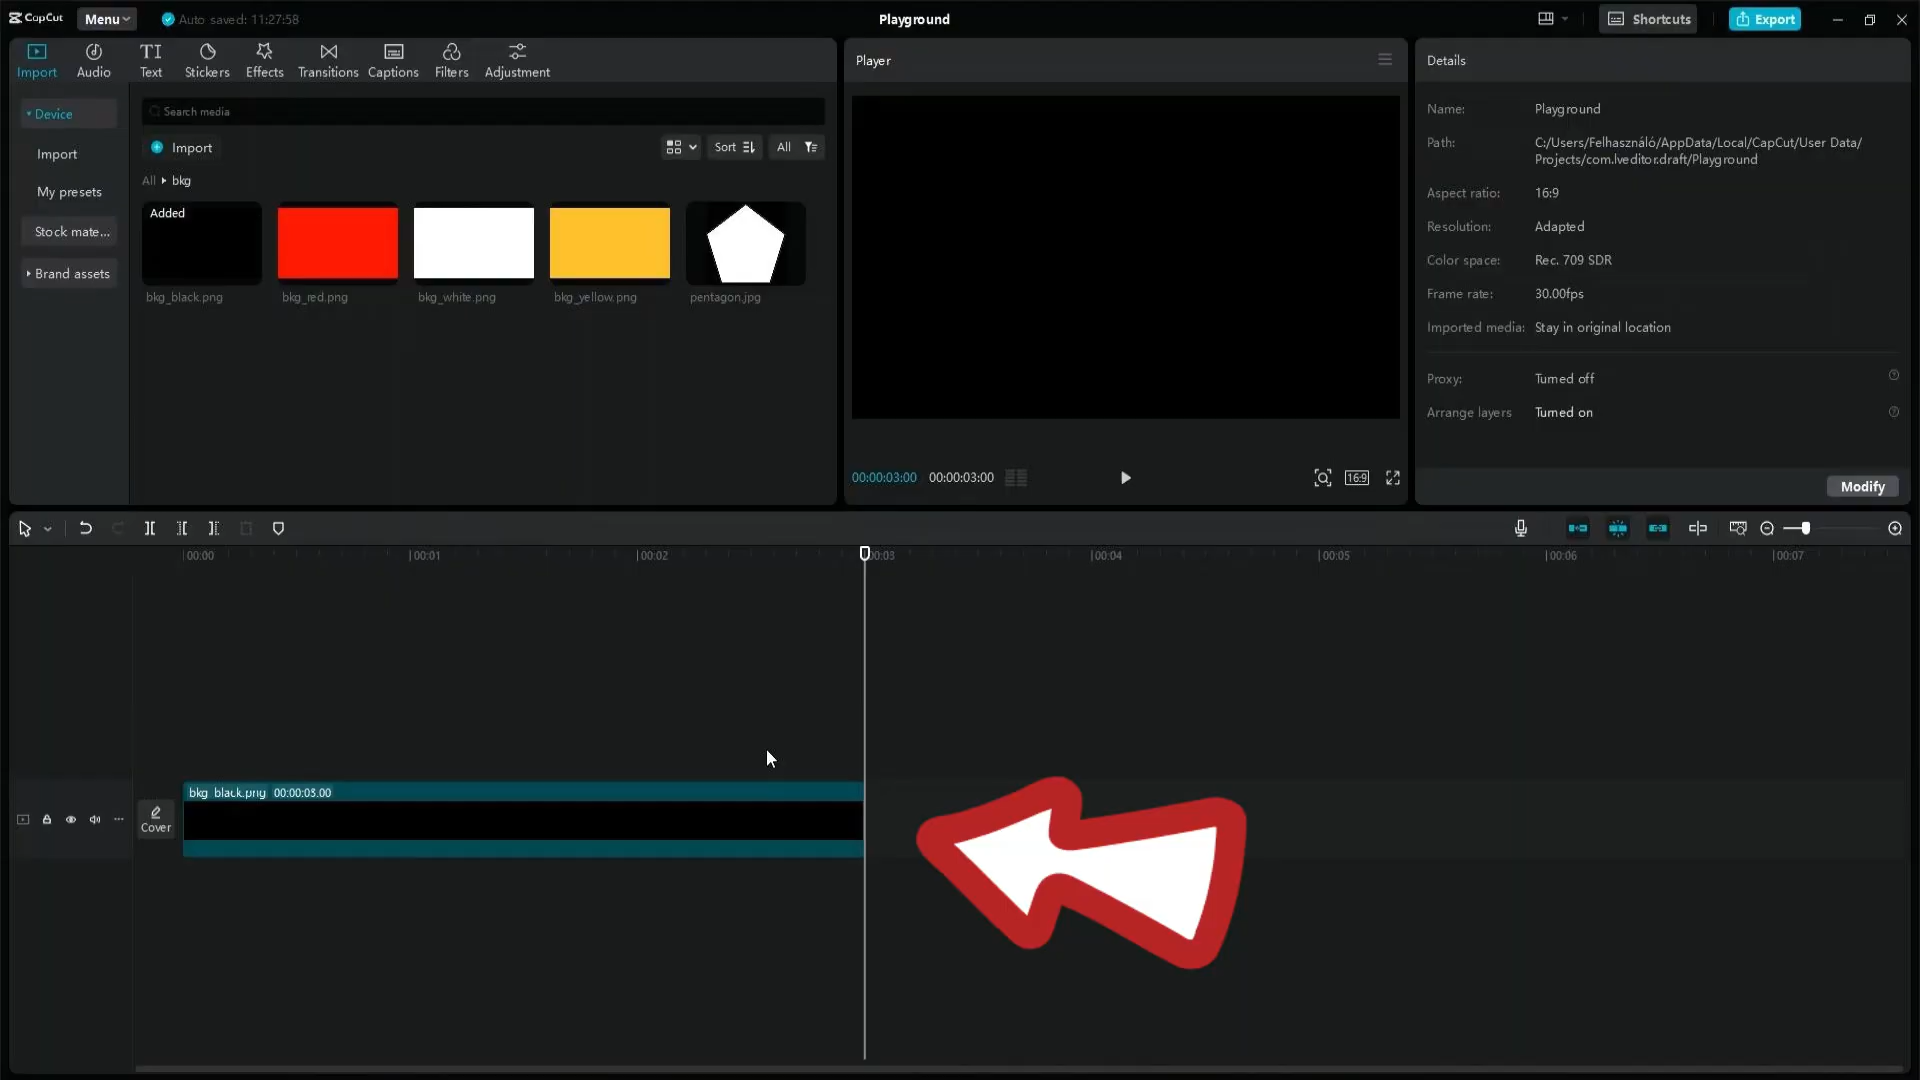 CapCut
Menu
Auto saved: 11:27:58
Playground
Shortcuts
Export
Import
Audio
TI
Text
Stickers
Effects
Transitions
Captions
Filters
Adjustment
Player
Details
Device
Import
My presets
Stock mate...
Brand assets
Search media
Import
Sort
All
All
bkg
Added
bkg_black.png
bkg_red.png
bkg_white.png
bkg_yellow.png
pentagon.jpg
00:00:03:00
00:00:03:00
16:9
Name:
Playground
Path:
C:/Users/Felhasználó/AppData/Local/CapCut/User Data/
Projects/com.lveditor.draft/Playground
Aspect ratio:
16:9
Resolution:
Adapted
Color space:
Rec. 709 SDR
Frame rate:
30.00fps
Imported media:
Stay in original location
Proxy:
Turned off
Arrange layers
Turned on
Modify
00:00
00:01
00:02
00:03
00:04
00:05
00:06
00:07
Cover
bkg_black.png 00:00:03:00